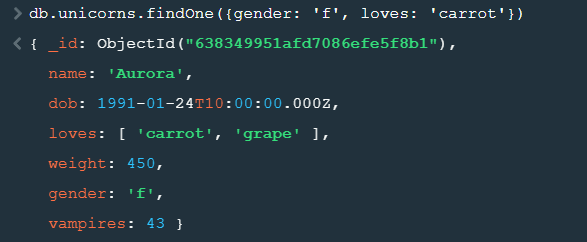 > db.unicorns.findOne({gender: 'f', loves: 'carrot'})
< { _id: ObjectId("638349951afd7086efe5f8b1"),
name: 'Aurora',
dob: 1991-01-24T10:00:00.000Z,
loves: [ 'carrot', 'grape' ],
weight: 450,
gender: 'f',
vampires: 43 }